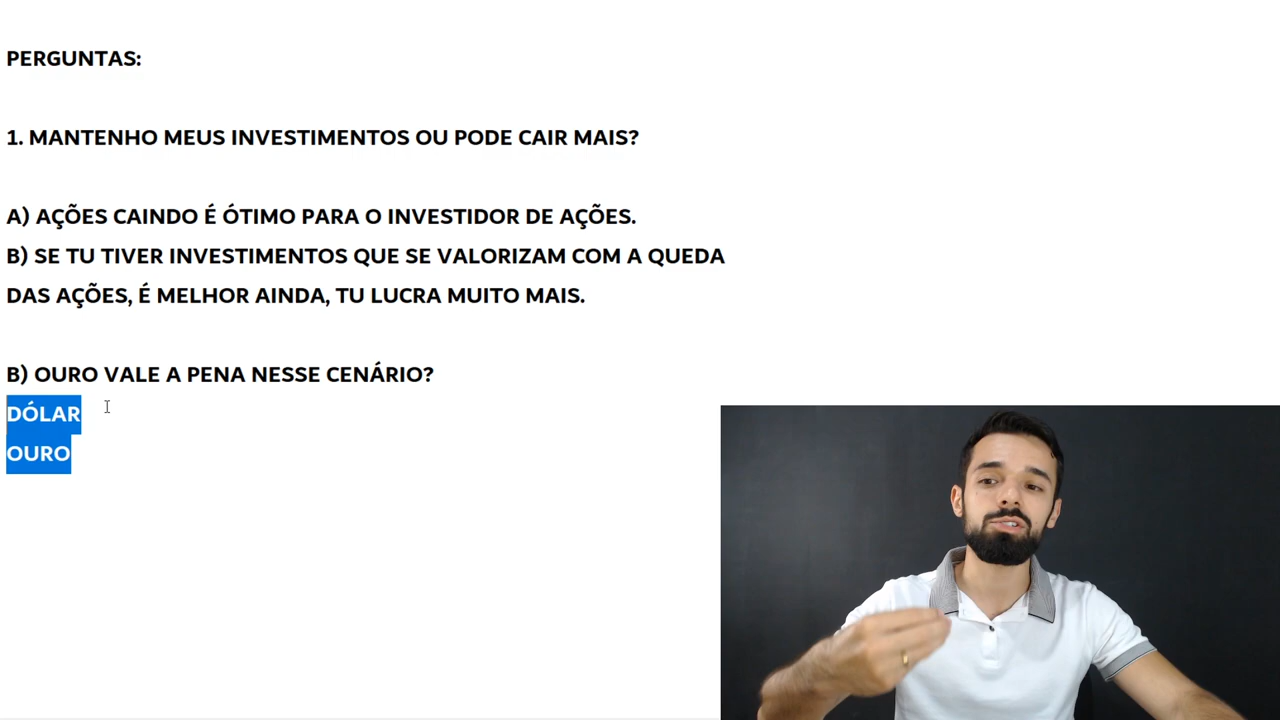 PERGUNTAS:
1. MANTENHO MEUS INVESTIMENTOS OU PODE CAIR MAIS?
A) AÇÕES CAINDO É ÓTIMO PARA O INVESTIDOR DE AÇÕES.
B) SE TU TIVER INVESTIMENTOS QUE SE VALORIZAM COM A QUEDA
DAS AÇÕES, É MELHOR AINDA, TU LUCRA MUITO MAIS.
B) OURO VALE A PENA NESSE CENÁRIO?
DÓLAR
OURO